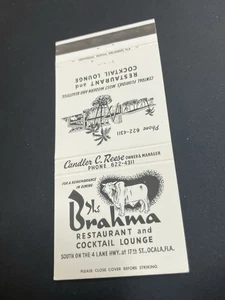 CENTRAL FLORIDA'S MOST MODERN AND BEAUTIFUL
RESTAURANT and
COCKTAIL LOUNGE
Phone 622-4311
Candler C. Reese OWNER & MANAGER
PHONE 622-4311
FOR A REMEMBRANCE
IN DINING
The
Brahma
RESTAURANT and
COCKTAIL LOUNGE
SOUTH ON THE 4 LANE HWY. at 17th ST., OCALA, FLA.
PLEASE CLOSE COVER BEFORE STRIKING